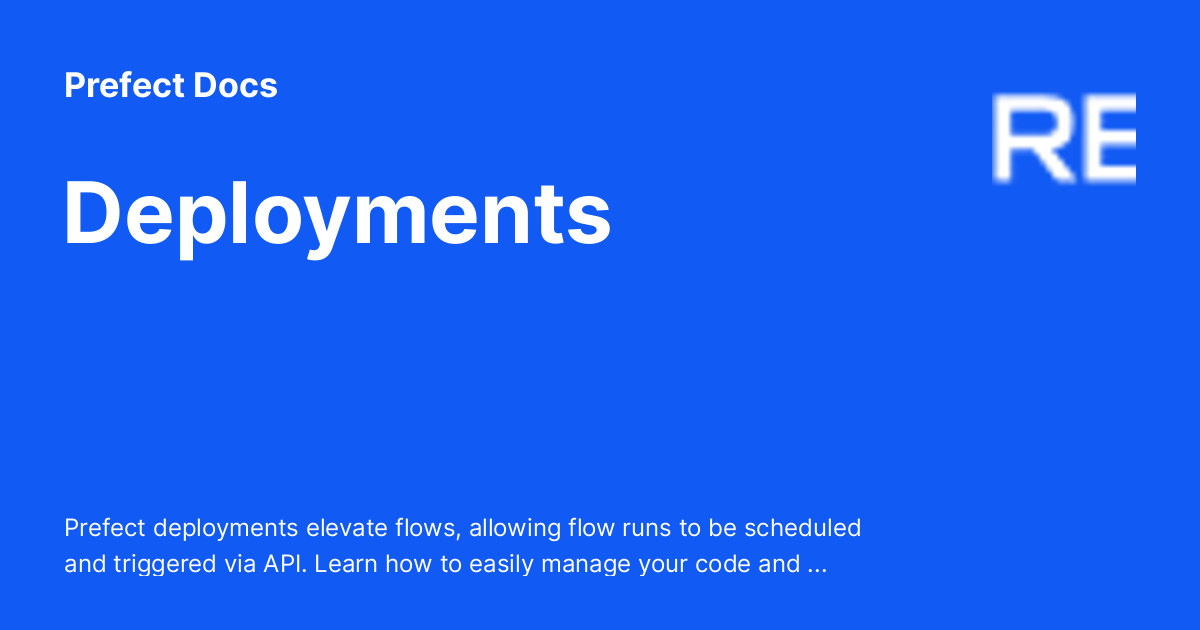 Prefect Docs
RE
Deployments
Prefect deployments elevate flows, allowing flow runs to be scheduled
and triggered via API. Learn how to easily manage your code and ...